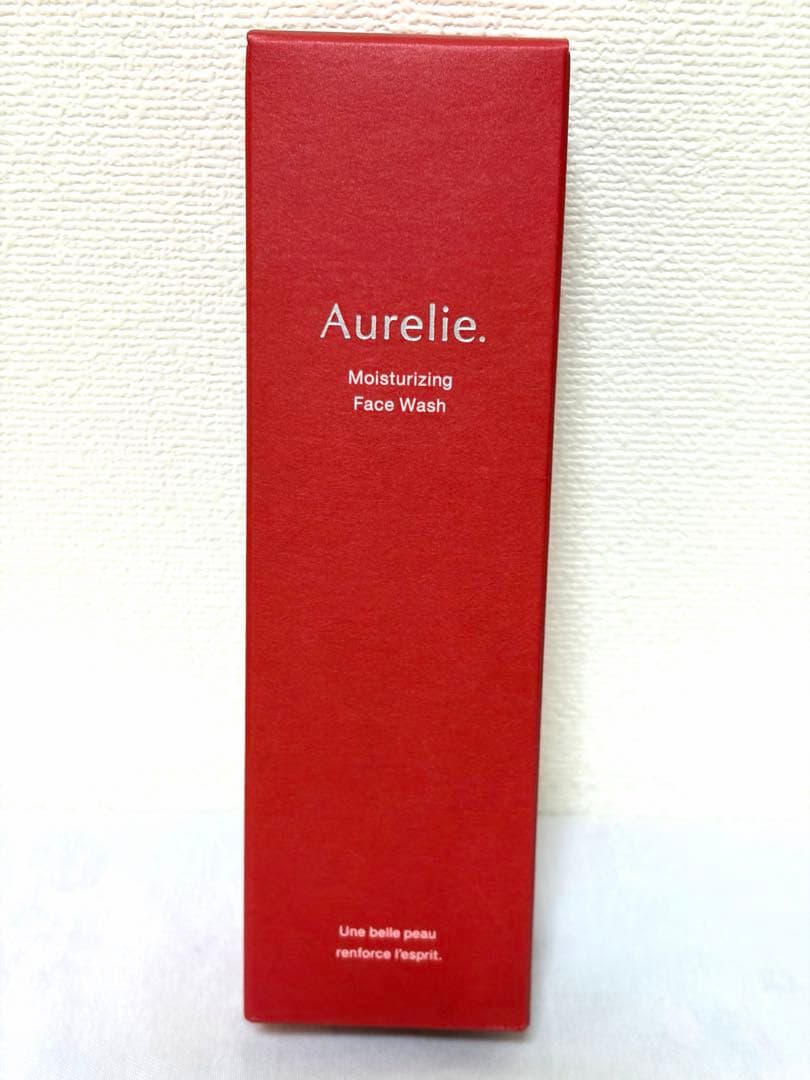 Aurelie.
Moisturizing
Face Wash
Une belle peau
renforce l'esprit.